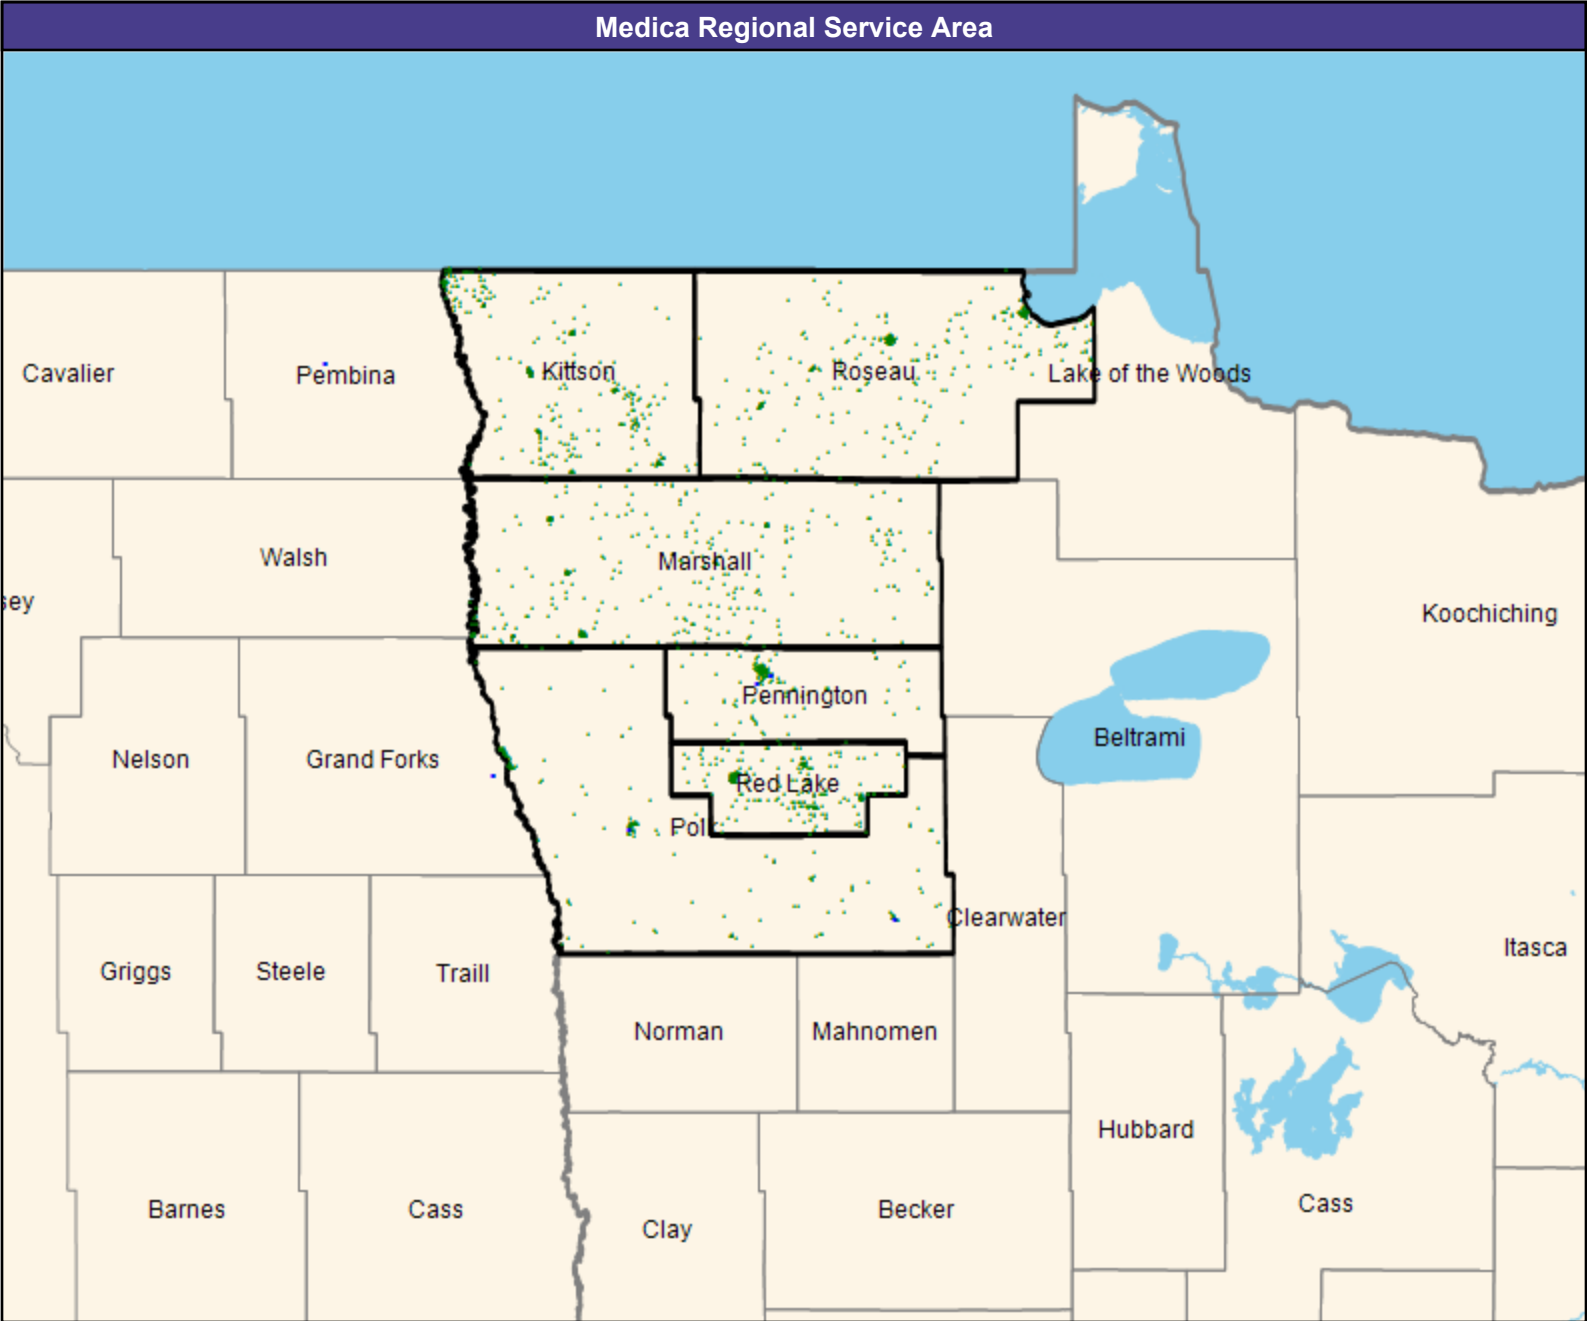 Medica Regional Service Area
Cavalier
Pembina
Kittson
Roseau
Lake of the Woods
Walsh
Marshall
sey
Koochiching
Pennington
Nelson
Grand Forks
Beltrami
Red Lake
Pol
Clearwater
Griggs
Steele
Traill
Itasca
Norman
Mahnomen
Hubbard
Barnes
Cass
Clay
Becker
Cass